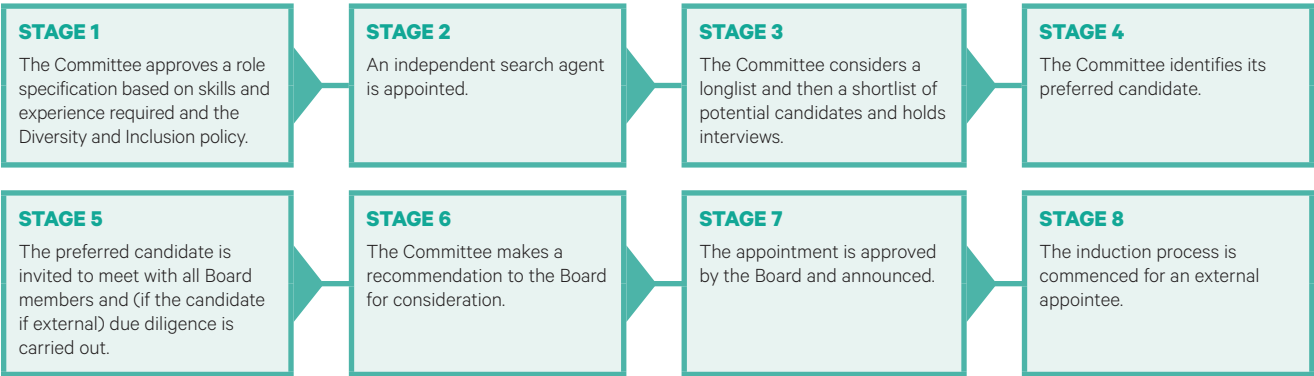 STAGE 1
The Committee approves a role
specification based on skills and
experience required and the
Diversity and Inclusion policy.
STAGE 2
An independent search agent
is appointed.
STAGE 3
The Committee considers a
longlist and then a shortlist of
potential candidates and holds
interviews.
STAGE 4
The Committee identifies its
preferred candidate.
STAGE 5
The preferred candidate is
invited to meet with all Board
members and (if the candidate
if external) due diligence is
carried out.
STAGE 6
The Committee makes a
recommendation to the Board
for consideration.
STAGE 7
The appointment is approved
by the Board and announced.
STAGE 8
The induction process is
commenced for an external
appointee.